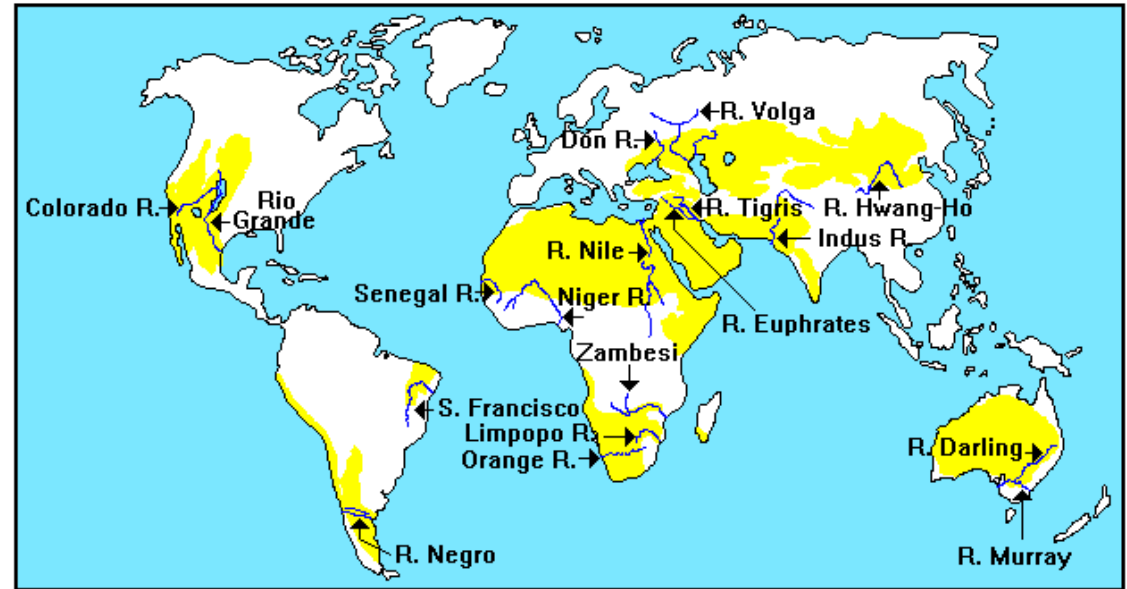 R. Volga
Don R.
Colorado R.
Rio
Grande
R. Tigris
R. Hwang-Ho
R. Nile
Indus R.
Senegal R.
Niger R.
R. Euphrates
Zambesi
S. Francisco
Limpopo R.
Orange R.
R. Darling
R. Negro
R. Murray